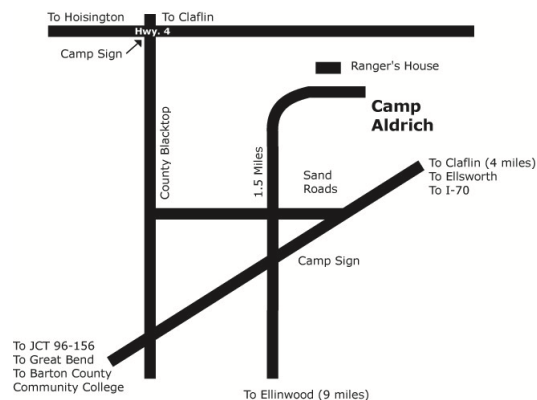 To Hoisington
To Claflin
Hwy. 4
Camp Sign
Ranger's House
Camp
Aldrich
County Blacktop
1.5 Miles
Sand
Roads
To Claflin (4 miles)
To Ellsworth
To I-70
Camp Sign
To JCT 96-156
To Great Bend
To Barton County
Community College
To Ellinwood (9 miles)